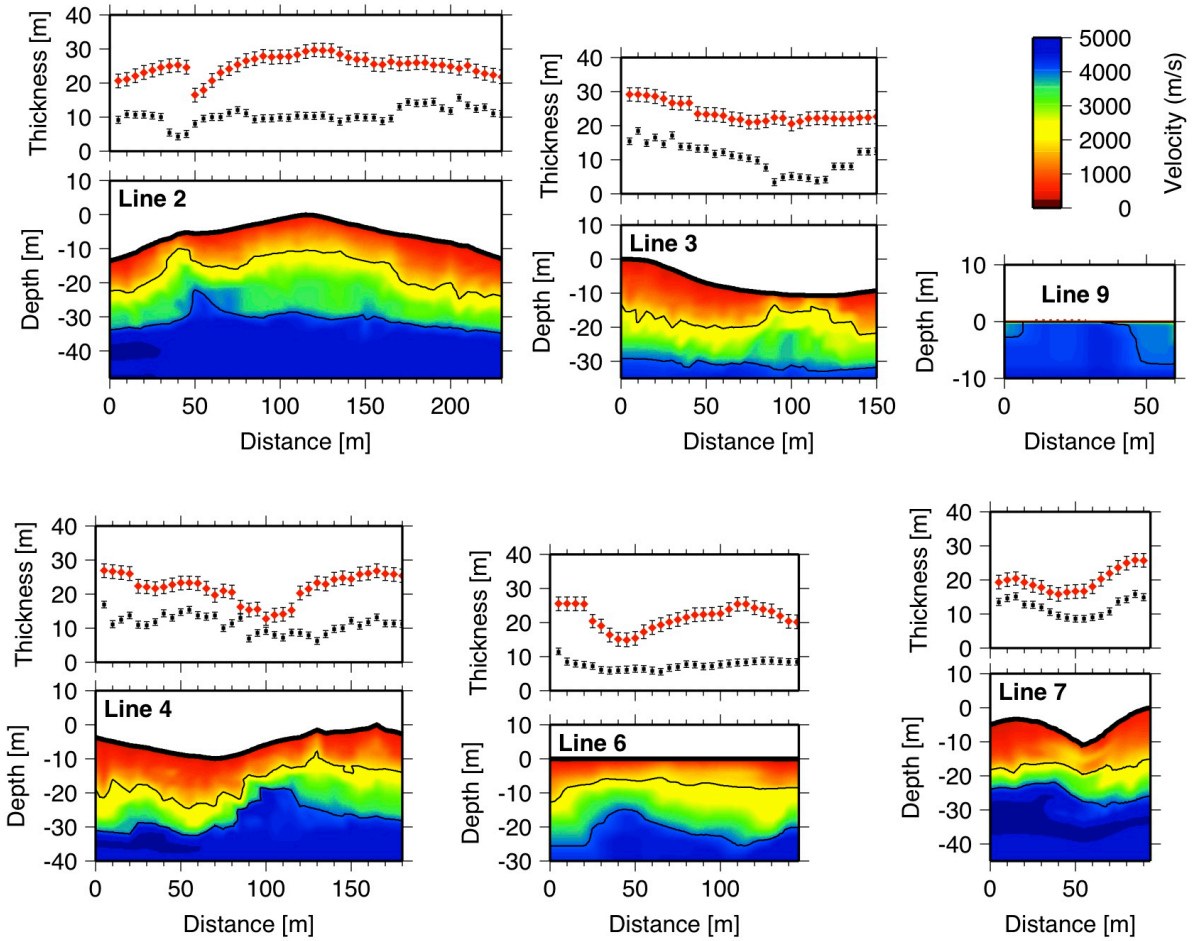 Thickness [m]
40
30
20
10
0
Depth [m]
10
0
-10
-20
-30
-40
Line 2
0 50 100 150 200
Distance [m]
Thickness [m]
40
30
20
10
0
Depth [m]
10
0
-10
-20
-30
Line 3
0 50 100 150
Distance [m]
5000
4000
3000
2000
1000
0
Velocity (m/s)
Depth [m]
10
0
-10
Line 9
0 50
Distance [m]
Thickness [m]
40
30
20
10
0
Depth [m]
10
0
-10
-20
-30
-40
Line 4
0 50 100 150
Distance [m]
Thickness [m]
40
30
20
10
0
Depth [m]
10
0
-10
-20
-30
Line 6
0 50 100
Distance [m]
Thickness [m]
40
30
20
10
0
Depth [m]
10
0
-10
-20
-30
-40
Line 7
0 50
Distance [m]